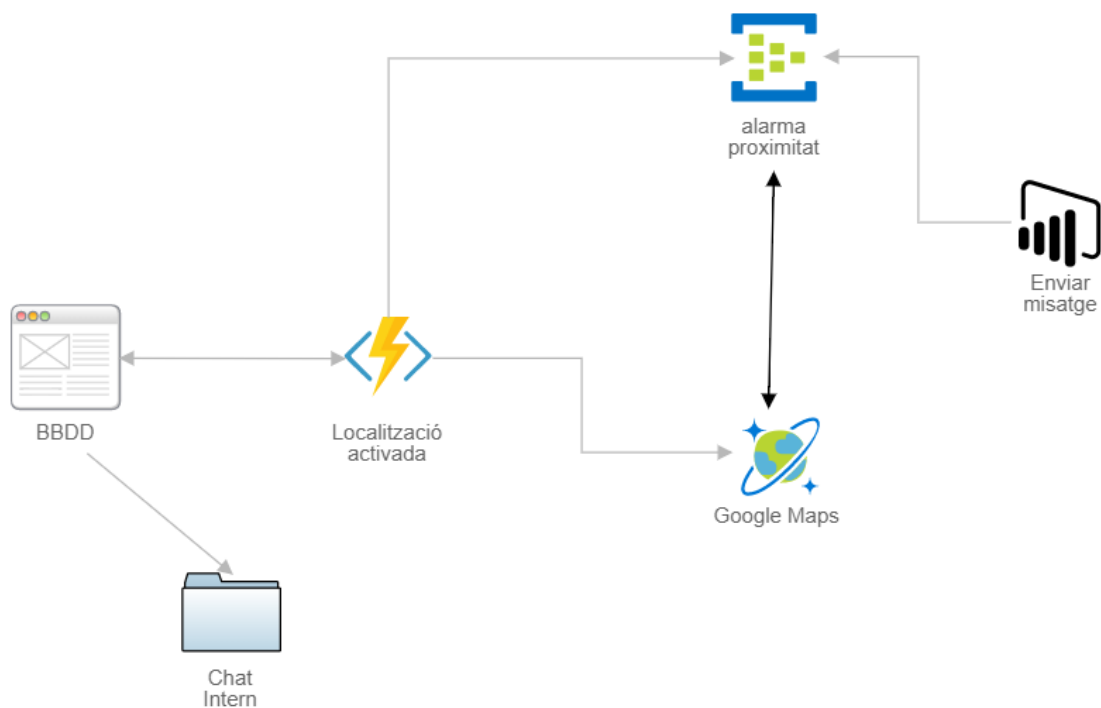 alarma
proximitat
Enviar
misatge
BBDD
Localització
activada
Google Maps
Chat
Intern